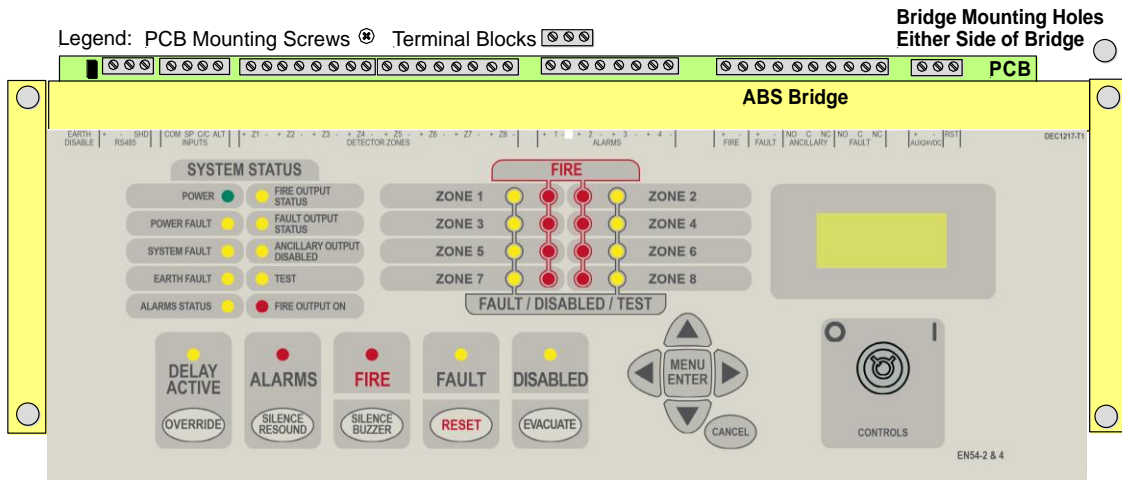 Bridge Mounting Holes
Either Side of Bridge
Legend: PCB Mounting Screws Terminal Blocks
PCB
ABS Bridge
EARTH DISABLE
+ - SHD
RS485
COM SP C/C ALT
INPUTS
+ Z1 - + Z2 - + Z3 - + Z4 - + Z5 - + Z6 - + Z7 - + Z8 -
DETECTOR ZONES
+ 1 - + 2 - + 3 - + 4 -
ALARMS
+ -
FIRE
+ -
FAULT
NO C NC
ANCILLARY
NO C NC
FAULT
+ - RST
AUX24VDC
DEC1217-T1
SYSTEM STATUS
POWER
FIRE OUTPUT
STATUS
POWER FAULT
FAULT OUTPUT
STATUS
SYSTEM FAULT
ANCILLARY OUTPUT
DISABLED
EARTH FAULT
TEST
ALARMS STATUS
FIRE OUTPUT ON
FIRE
ZONE 1
ZONE 2
ZONE 3
ZONE 4
ZONE 5
ZONE 6
ZONE 7
ZONE 8
FAULT / DISABLED / TEST
DELAY
ACTIVE
OVERRIDE
ALARMS
SILENCE
RESOUND
FIRE
SILENCE
BUZZER
FAULT
RESET
DISABLED
EVACUATE
MENU
ENTER
CANCEL
O I
CONTROLS
EN54-2 & 4